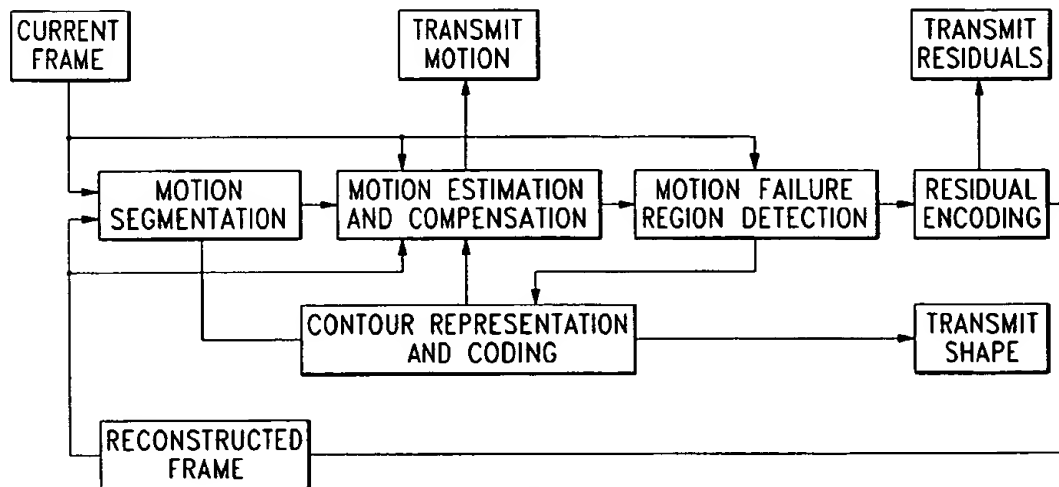 CURRENT
FRAME
TRANSMIT
MOTION
TRANSMIT
RESIDUALS
MOTION
SEGMENTATION
MOTION ESTIMATION
AND COMPENSATION
MOTION FAILURE
REGION DETECTION
RESIDUAL
ENCODING
CONTOUR REPRESENTATION
AND CODING
TRANSMIT
SHAPE
RECONSTRUCTED
FRAME